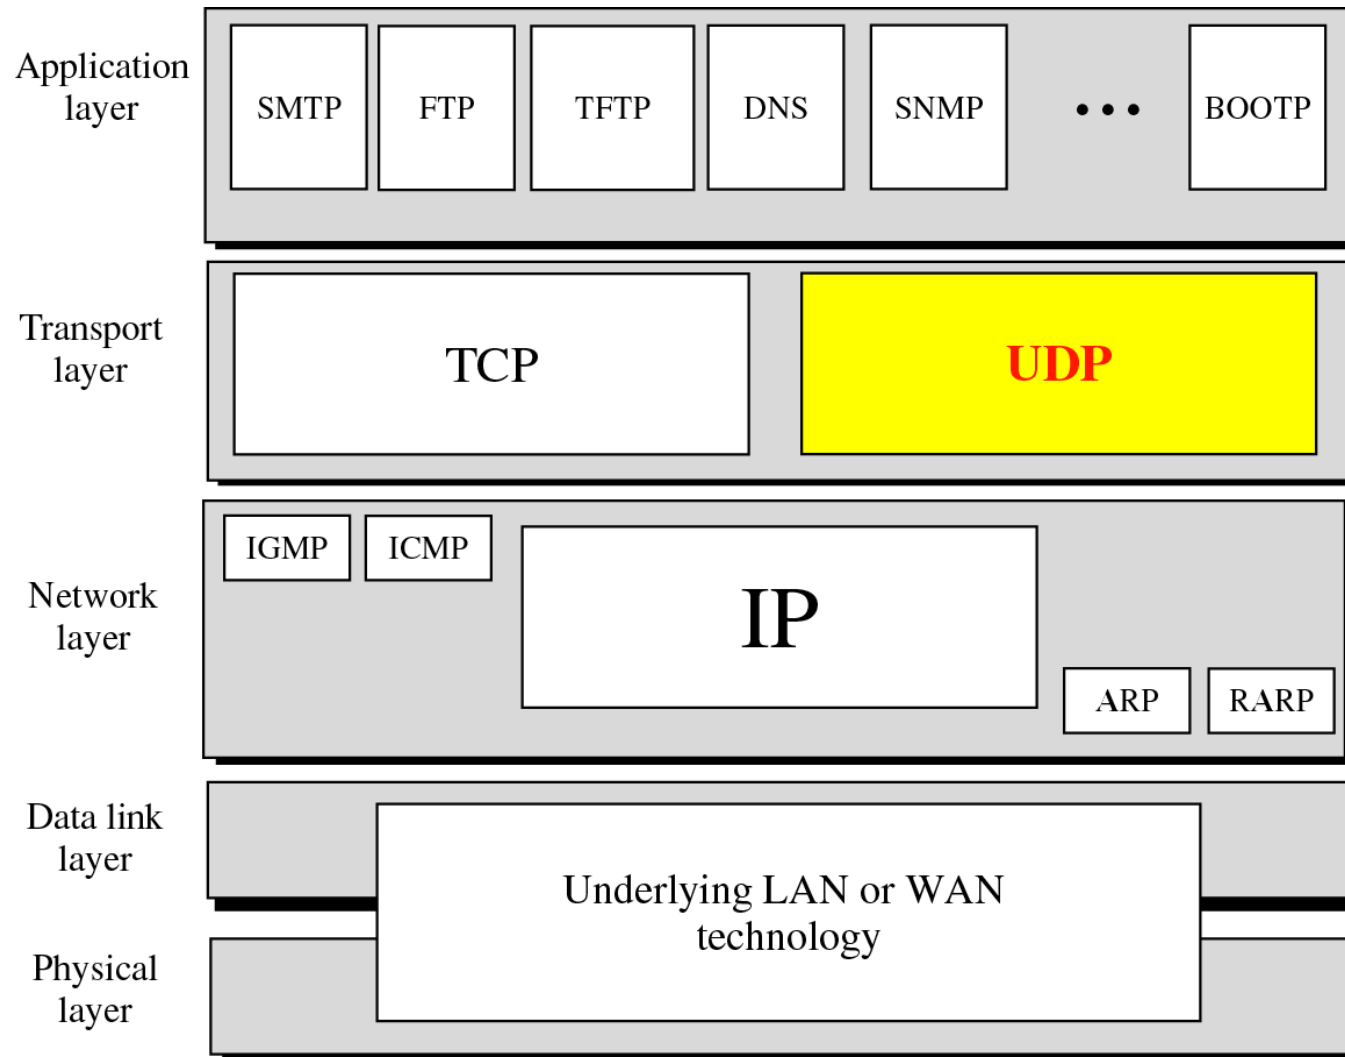 Application
layer
SMTP
FTP
TFTP
DNS
SNMP
•••
BOOTP
Transport
layer
TCP
UDP
Network
layer
IGMP
ICMP
IP
ARP
RARP
Data link
layer
Underlying LAN or WAN
technology
Physical
layer